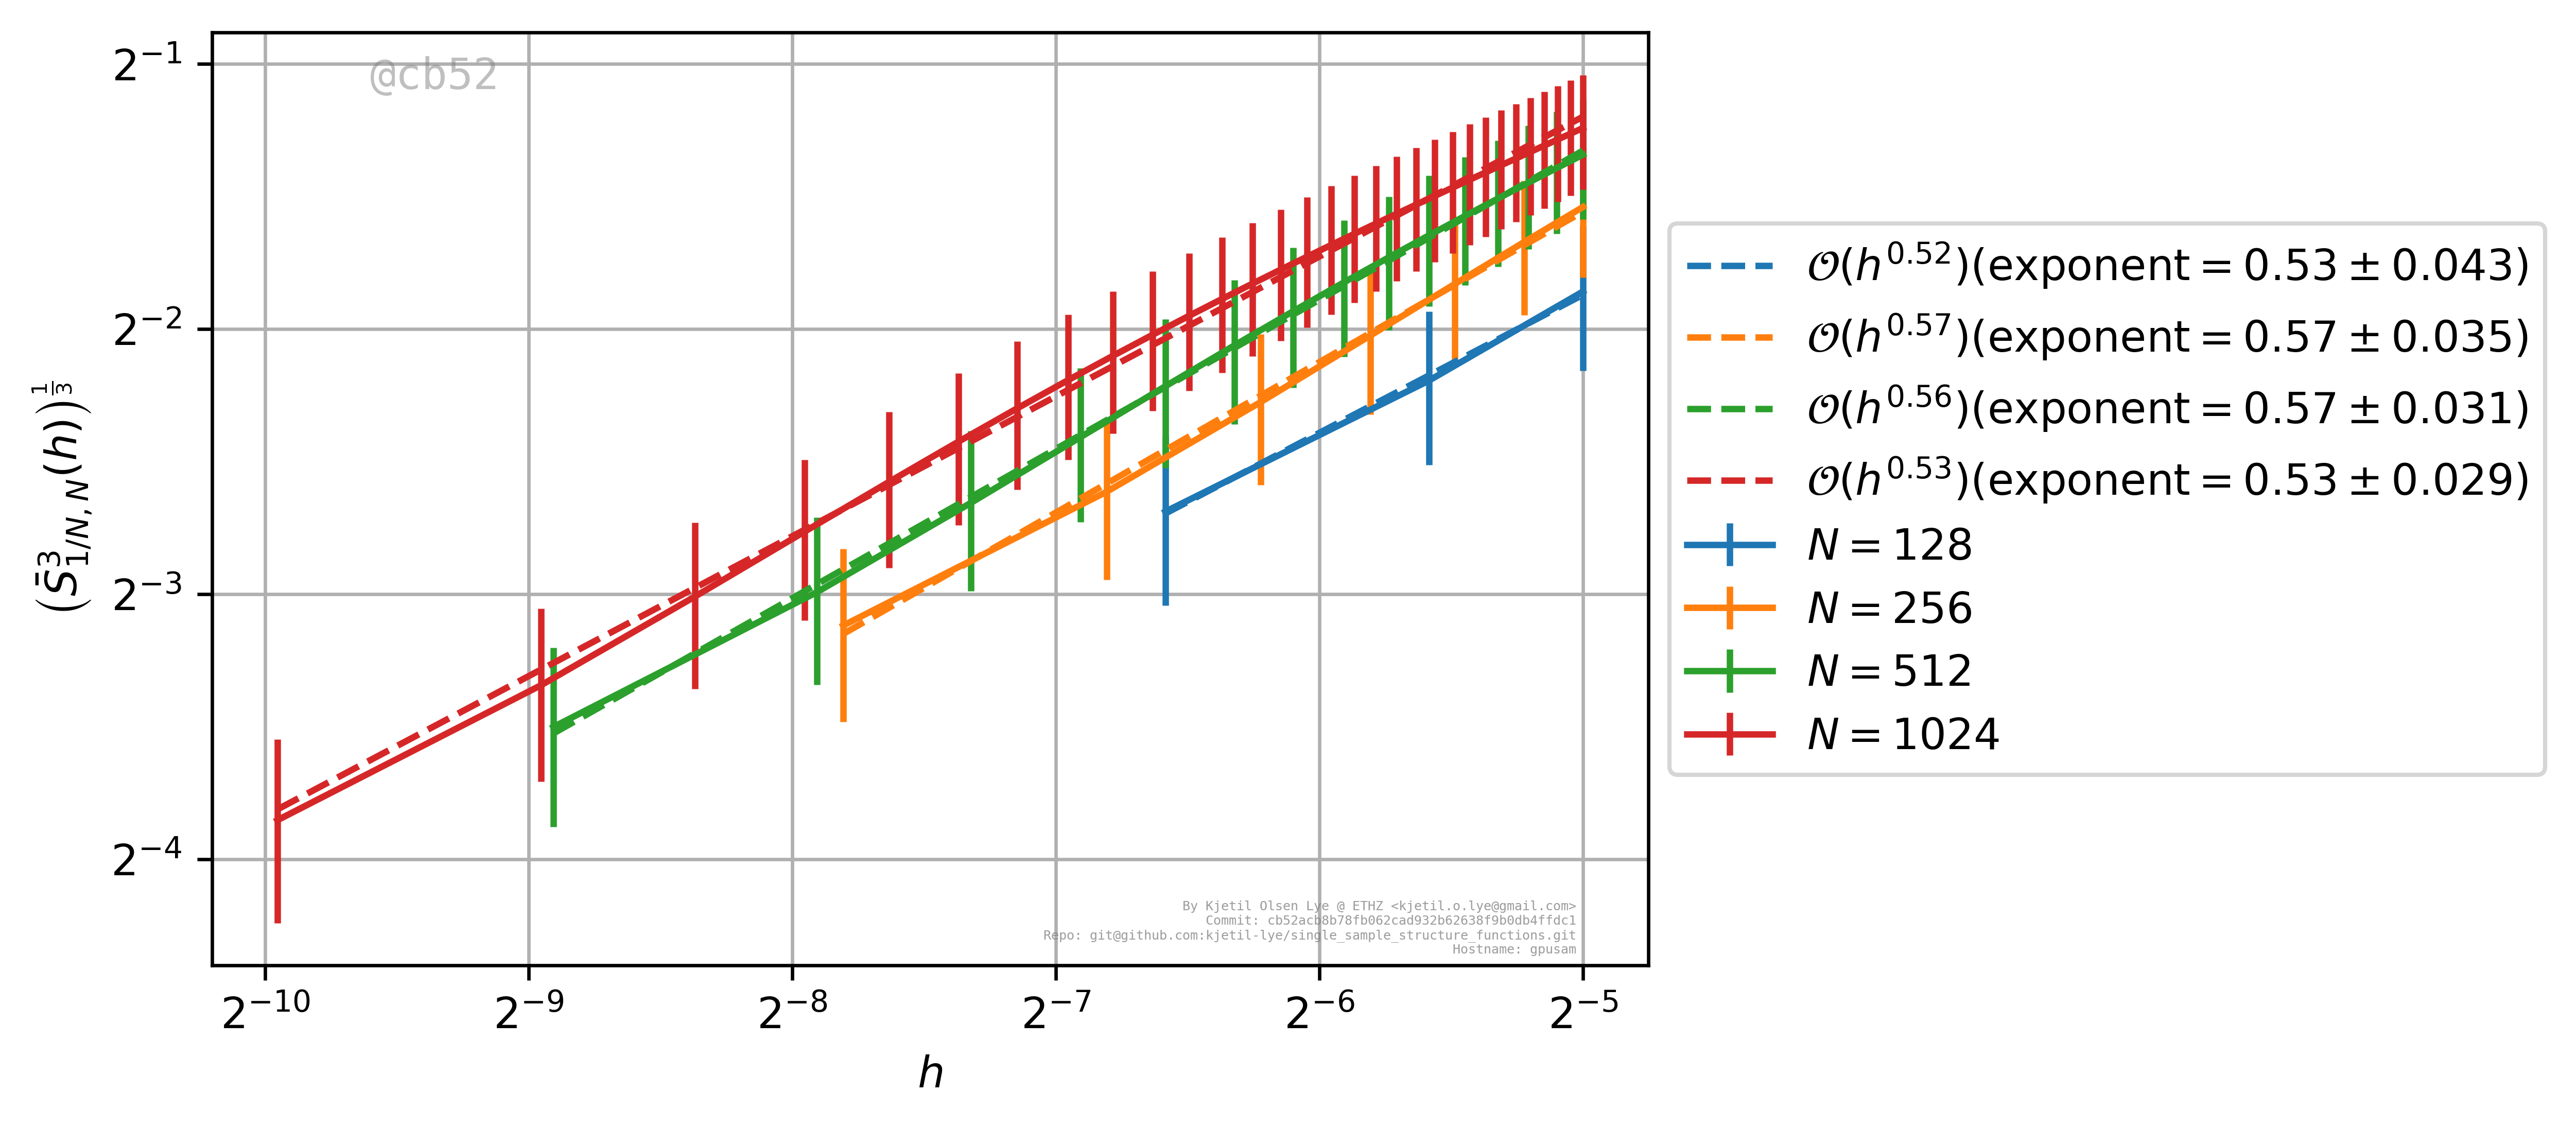 @cb52
2⁻¹
2⁻²
2⁻³
2⁻⁴
(S̄³₁/N, N(h))^(1/3)
2⁻¹⁰ 2⁻⁹ 2⁻⁸ 2⁻⁷ 2⁻⁶ 2⁻⁵
h
By Kjetil Olsen Lye @ ETHZ <kjetil.o.lye@gmail.com>
Commit: cb52acb8b78fb062cad932b62638f9b0db4ffdc1
Repo: git@github.com:kjetil-lye/single_sample_structure_functions.git
Hostname: gpusam
𝒪(h^0.52)(exponent = 0.53 ± 0.043)
𝒪(h^0.57)(exponent = 0.57 ± 0.035)
𝒪(h^0.56)(exponent = 0.57 ± 0.031)
𝒪(h^0.53)(exponent = 0.53 ± 0.029)
N = 128
N = 256
N = 512
N = 1024